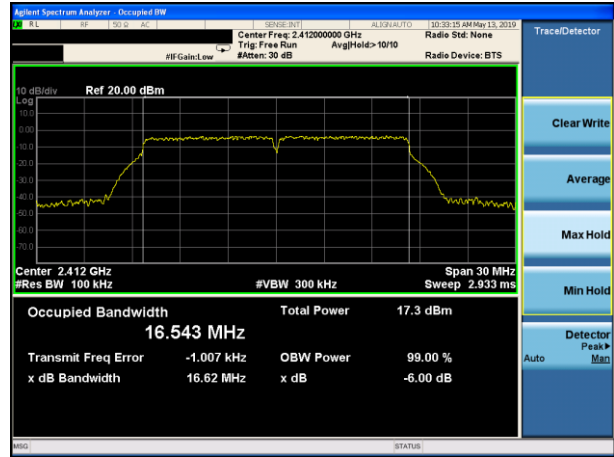 Agilent Spectrum Analyzer - Occupied BW
RL RF 50 Ω AC SENSE:INT ALIGNAUTO 10:33:15 AM May 13, 2019
Center Freq: 2.412000000 GHz Radio Std: None
Trig: Free Run Avg|Hold:>10/10
#IFGain:Low #Atten: 30 dB Radio Device: BTS
Trace/Detector
10 dB/div Ref 20.00 dBm
Log
10.0
0.00
-10.0
-20.0
-30.0
-40.0
-50.0
-60.0
-70.0
Center 2.412 GHz Span 30 MHz
#Res BW 100 kHz #VBW 300 kHz Sweep 2.933 ms
Occupied Bandwidth Total Power 17.3 dBm
16.543 MHz
Transmit Freq Error -1.007 kHz OBW Power 99.00 %
x dB Bandwidth 16.62 MHz x dB -6.00 dB
Clear Write
Average
Max Hold
Min Hold
Detector
Peak▶
Auto Man
MSG STATUS